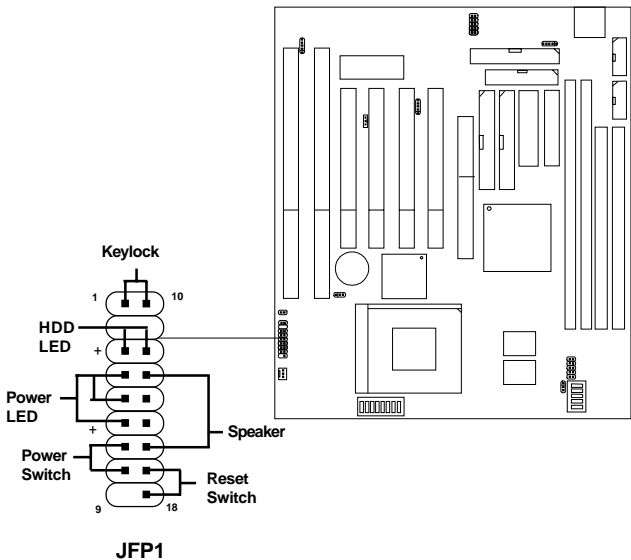 Keylock
1 10
HDD
LED
+
Power
LED
+
Speaker
Power
Switch
Reset
Switch
9 18
JFP1